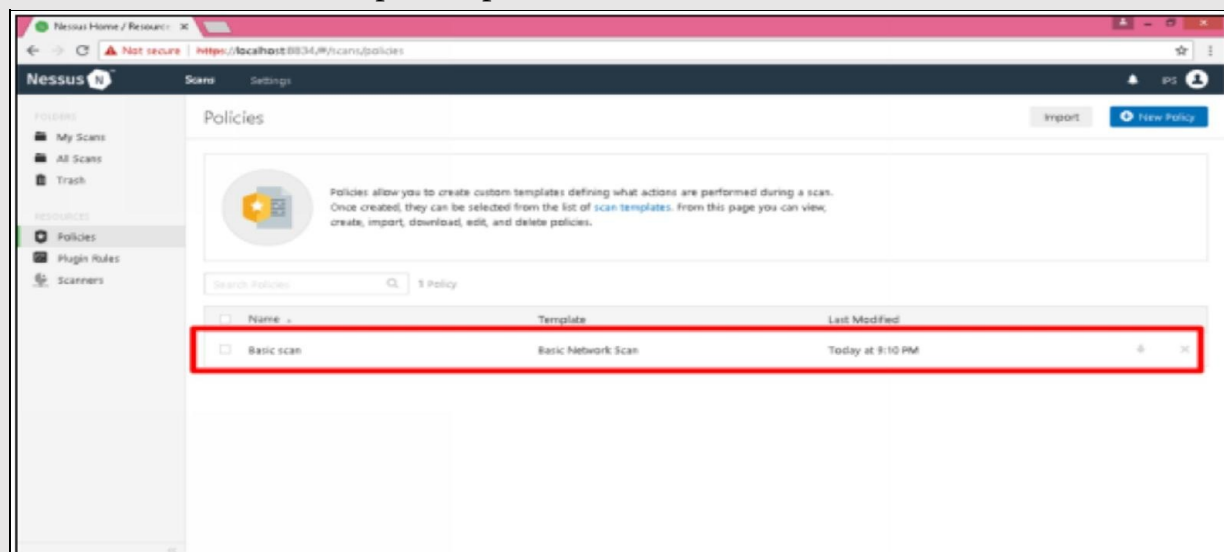 Nessus Home / Resource
Not secure https://localhost:8834/#/scans/policies
Nessus N Scans Settings IPS
FOLDERS
My Scans
All Scans
Trash
RESOURCES
Policies
Plugin Rules
Scanners
Policies
Import New Policy
Policies allow you to create custom templates defining what actions are performed during a scan.
Once created, they can be selected from the list of scan templates. From this page you can view,
create, import, download, edit, and delete policies.
Search Policies 1 Policy
Name Template Last Modified
Basic scan Basic Network Scan Today at 9:10 PM